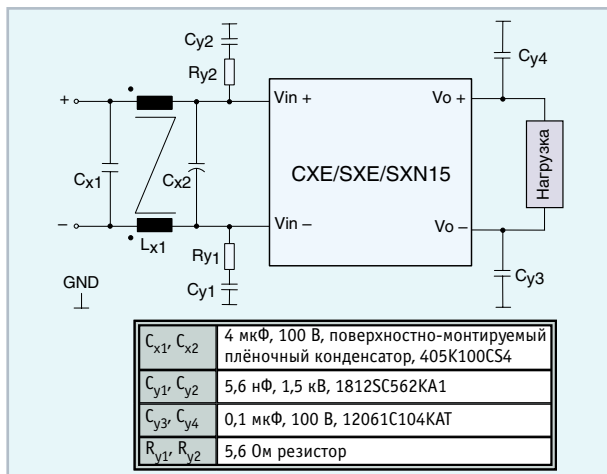 Cy2
Cy4
Ry2
+
Vin +
Vo +
Cx1
Cx2
CXE/SXE/SXN15
Нагрузка
−
Vin −
Vo −
Lx1
Ry1
Cy3
GND
Cy1
Cx1, Cx2 4 мкФ, 100 В, поверхностно-монтируемый
плёночный конденсатор, 405K100CS4
Cy1, Cy2 5,6 нФ, 1,5 кВ, 1812SC562KA1
Cy3, Cy4 0,1 мкФ, 100 В, 12061C104KAT
Ry1, Ry2 5,6 Ом резистор